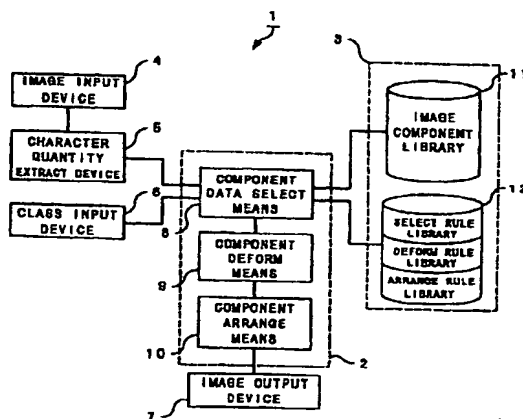 1
3
4
11
IMAGE INPUT
DEVICE
5
CHARACTER
QUANTITY
EXTRACT DEVICE
6
CLASS INPUT
DEVICE
COMPONENT
DATA SELECT
MEANS
8
COMPONENT
DEFORM
MEANS
9
COMPONENT
ARRANGE
MEANS
10
2
IMAGE OUTPUT
DEVICE
7
IMAGE
COMPONENT
LIBRARY
12
SELECT RULE
LIBRARY
DEFORM RULE
LIBRARY
ARRANGE RULE
LIBRARY